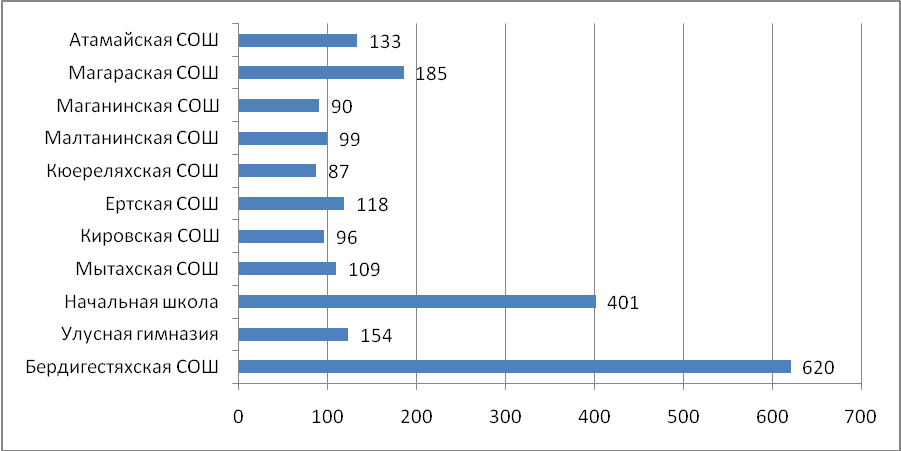 Атамайская СОШ 133
Магараская СОШ 185
Маганинская СОШ 90
Малтанинская СОШ 99
Кюереляхская СОШ 87
Ертская СОШ 118
Кировская СОШ 96
Мытахская СОШ 109
Начальная школа 401
Улусная гимназия 154
Бердигестяхская СОШ 620
0 100 200 300 400 500 600 700